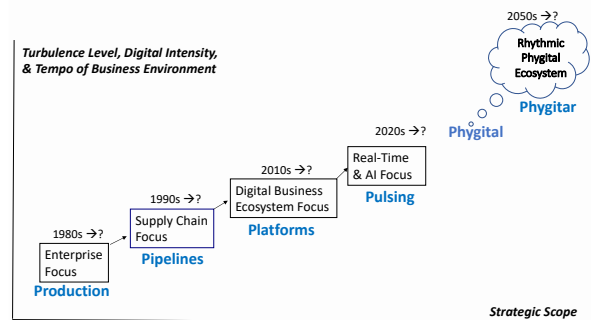 2050s →?
Rhythmic
Phygital
Ecosystem
Phygitar
Turbulence Level, Digital Intensity,
& Tempo of Business Environment
Phygital
2020s →?
Real-Time
& AI Focus
Pulsing
2010s →?
Digital Business
Ecosystem Focus
Platforms
1990s →?
Supply Chain
Focus
Pipelines
1980s →?
Enterprise
Focus
Production
Strategic Scope